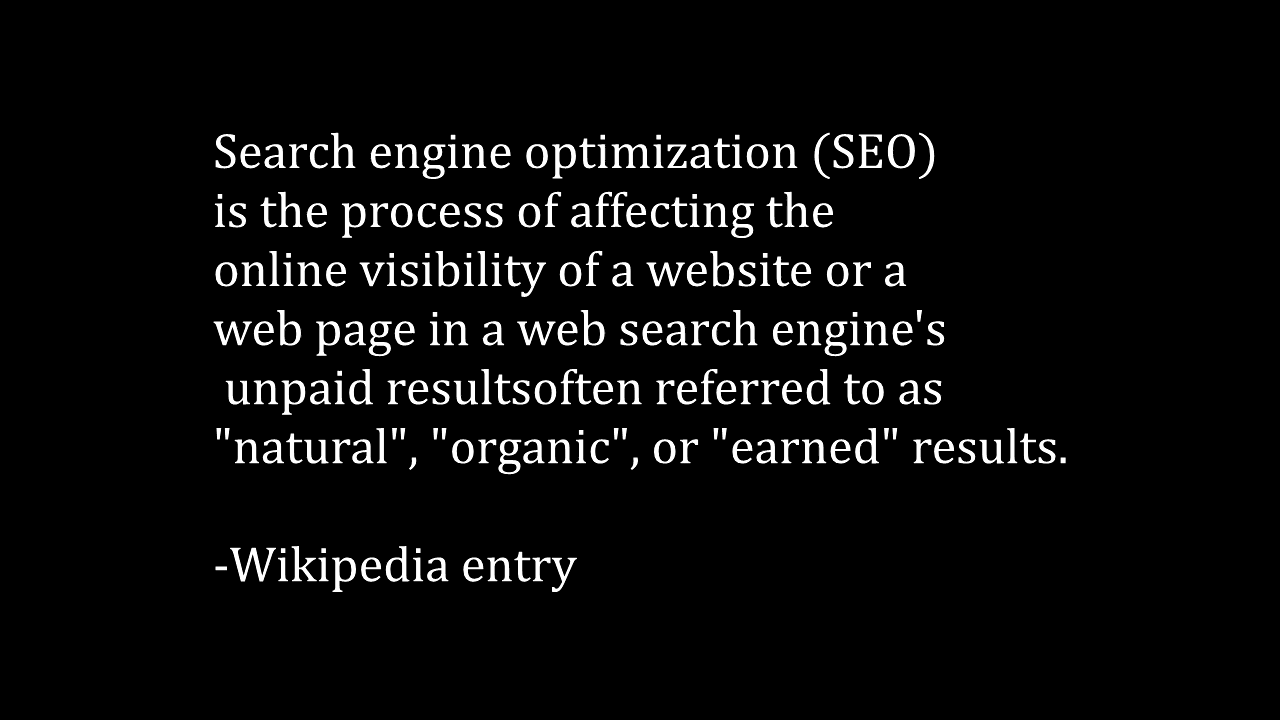 Search engine optimization (SEO)
is the process of affecting the
online visibility of a website or a
web page in a web search engine's
unpaid resultsoften referred to as
"natural", "organic", or "earned" results.
-Wikipedia entry